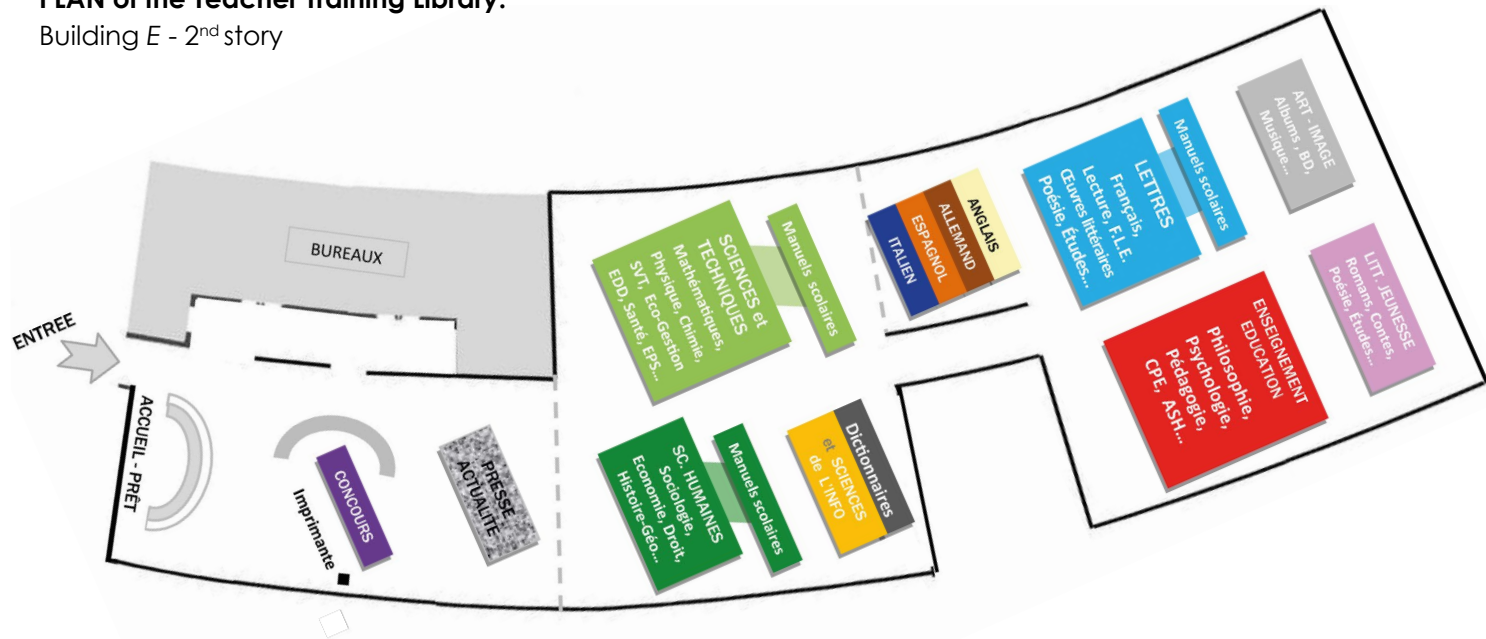 PLAN of the Teacher Training Library:
Building E - 2nd story
ENTREE
BUREAUX
ACCUEIL - PRÊT
Imprimante
CONCOURS
PRESSE
ACTUALITE
SCIENCES et
TECHNIQUES
Mathématiques,
Physique, Chimie,
SVT, Eco-Gestion
EDD, Santé, EPS...
Manuels scolaires
SC. HUMAINES
Sociologie,
Economie, Droit,
Histoire-Géo...
Manuels scolaires
Dictionnaires
et SCIENCES
de L'INFO
ANGLAIS
ALLEMAND
ESPAGNOL
ITALIEN
LETTRES
Français,
Lecture, F.L.E.
Œuvres littéraires
Poésie, Études...
Manuels scolaires
ART - IMAGE
Albums , BD,
Musique...
LITT. JEUNESSE
Romans, Contes,
Poésie, Études...
ENSEIGNEMENT
EDUCATION
Philosophie,
Psychologie,
Pédagogie,
CPE, ASH...